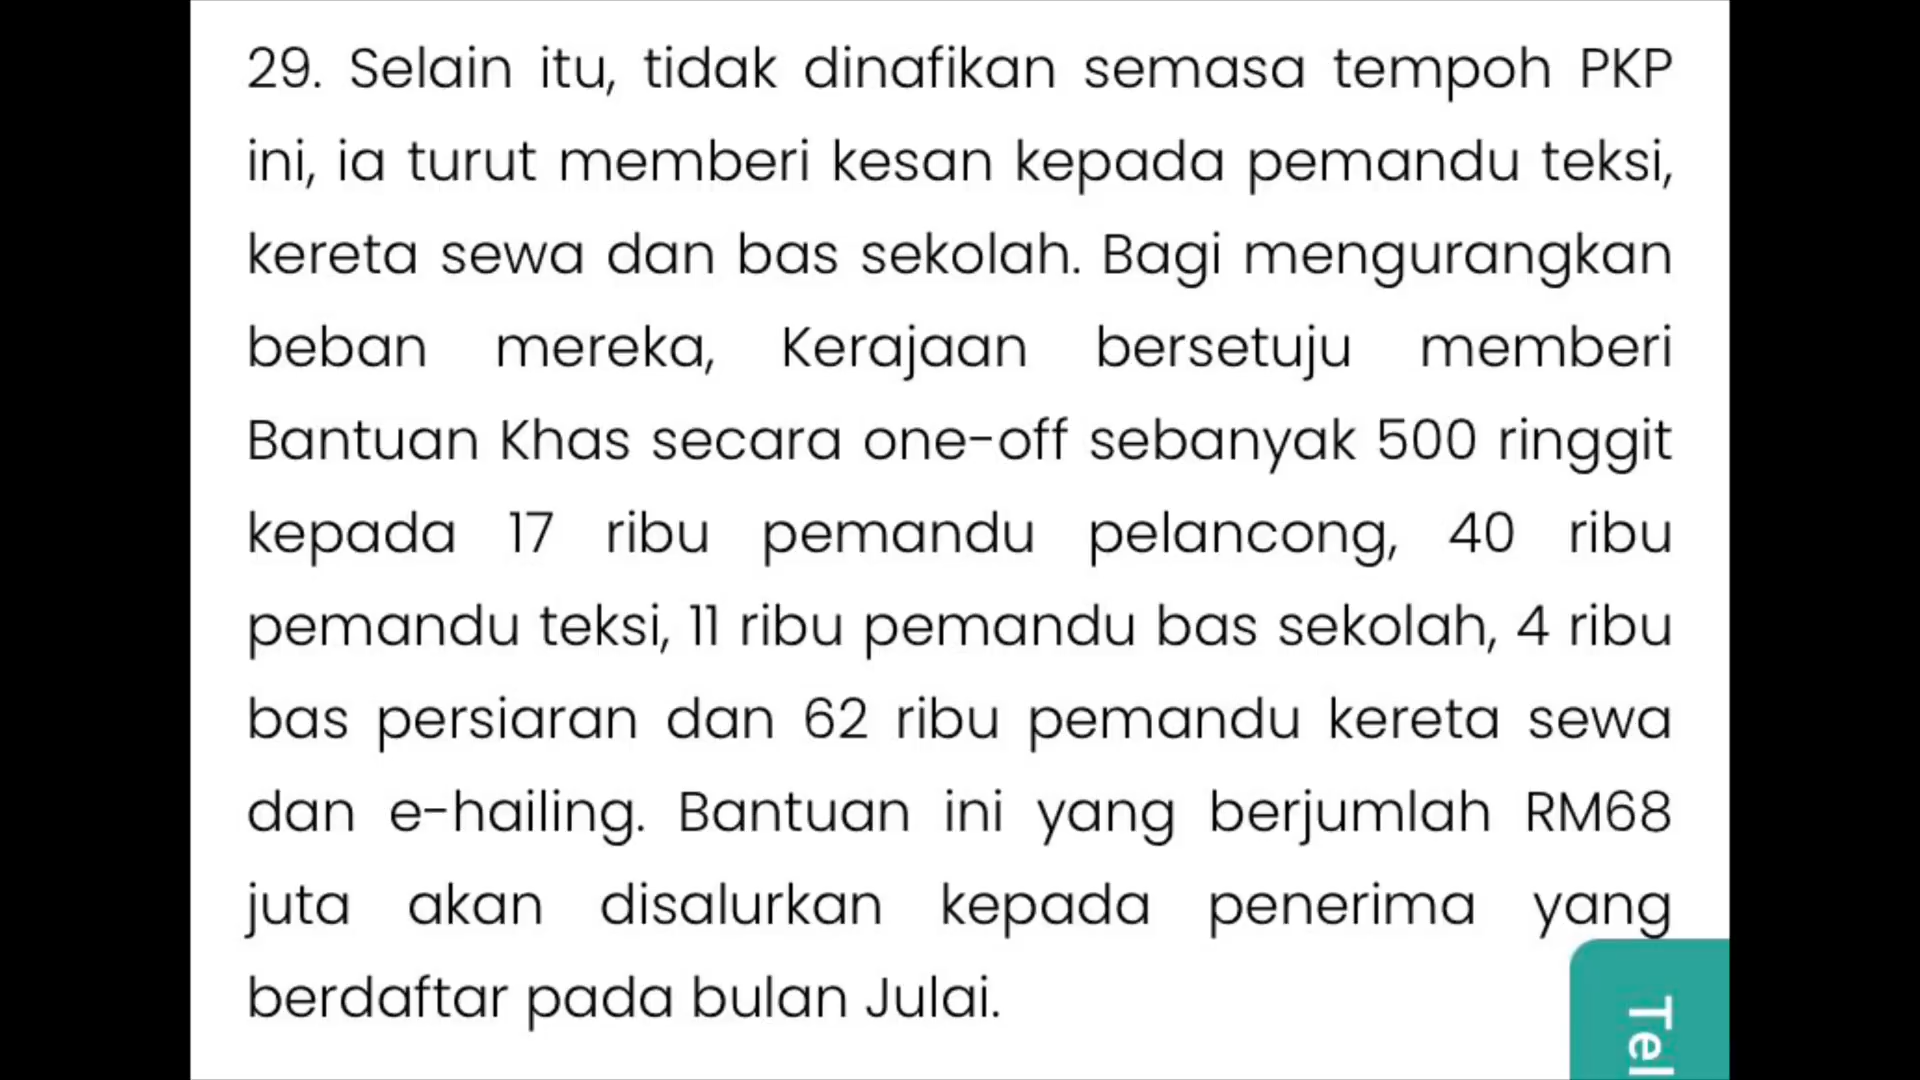 29. Selain itu, tidak dinafikan semasa tempoh PKP
ini, ia turut memberi kesan kepada pemandu teksi,
kereta sewa dan bas sekolah. Bagi mengurangkan
beban mereka, Kerajaan bersetuju memberi
Bantuan Khas secara one-off sebanyak 500 ringgit
kepada 17 ribu pemandu pelancong, 40 ribu
pemandu teksi, 11 ribu pemandu bas sekolah, 4 ribu
bas persiaran dan 62 ribu pemandu kereta sewa
dan e-hailing. Bantuan ini yang berjumlah RM68
juta akan disalurkan kepada penerima yang
berdaftar pada bulan Julai.
Tel